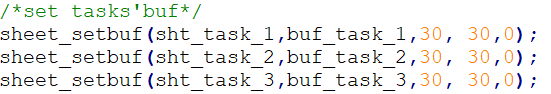 /*set tasks'buf*/
sheet_setbuf(sht_task_1,buf_task_1,30, 30,0);
sheet_setbuf(sht_task_2,buf_task_2,30, 30,0);
sheet_setbuf(sht_task_3,buf_task_3,30, 30,0);